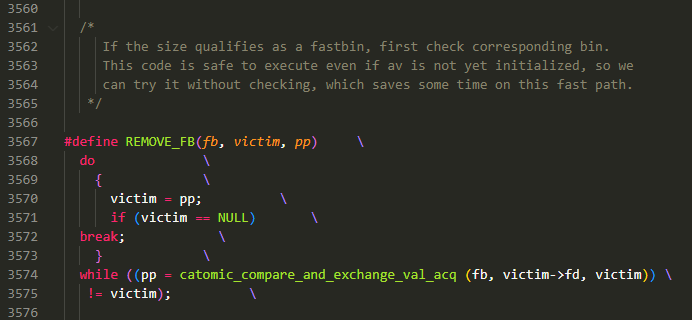 3560
3561 /*
3562 If the size qualifies as a fastbin, first check corresponding bin.
3563 This code is safe to execute even if av is not yet initialized, so we
3564 can try it without checking, which saves some time on this fast path.
3565 */
3566
3567 #define REMOVE_FB(fb, victim, pp) \
3568 do \
3569 { \
3570 victim = pp; \
3571 if (victim == NULL) \
3572 break; \
3573 } \
3574 while ((pp = catomic_compare_and_exchange_val_acq (fb, victim->fd, victim)) \
3575 != victim); \
3576